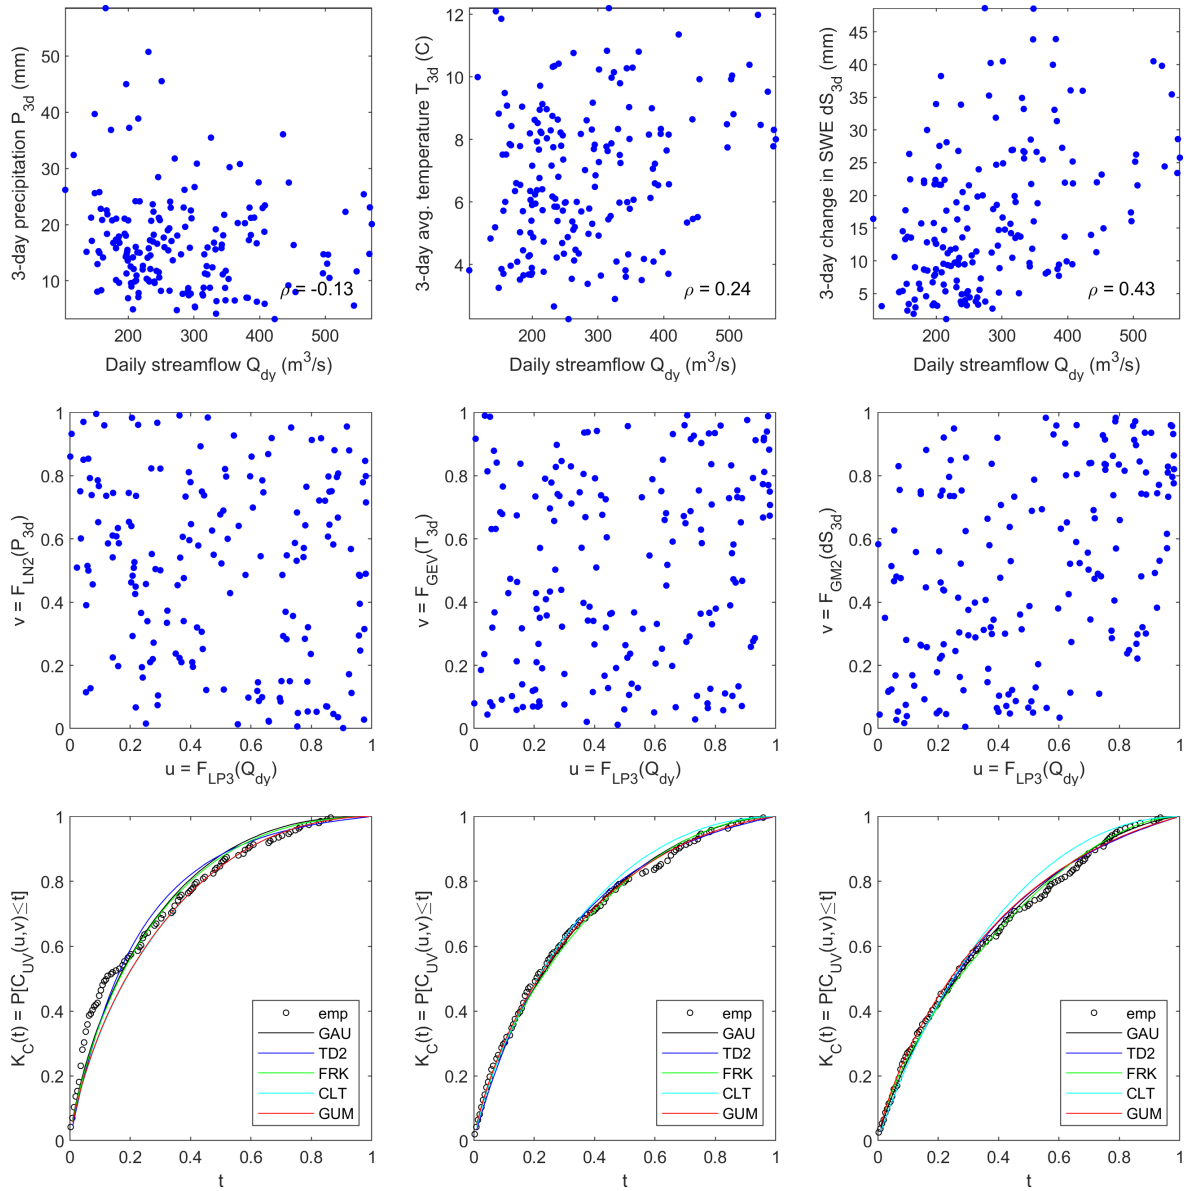 3-day precipitation P3d (mm)
50
40
30
20
10
ρ = -0.13
200 300 400 500
Daily streamflow Qdy (m3/s)
3-day avg. temperature T3d (C)
12
10
8
6
4
ρ = 0.24
200 300 400 500
Daily streamflow Qdy (m3/s)
3-day change in SWE dS3d (mm)
45
40
35
30
25
20
15
10
5
ρ = 0.43
200 300 400 500
Daily streamflow Qdy (m3/s)
v = FLN2(P3d)
1
0.8
0.6
0.4
0.2
0
0 0.2 0.4 0.6 0.8 1
u = FLP3(Qdy)
v = FGEV(T3d)
1
0.8
0.6
0.4
0.2
0
0 0.2 0.4 0.6 0.8 1
u = FLP3(Qdy)
v = FGM2(dS3d)
1
0.8
0.6
0.4
0.2
0
0 0.2 0.4 0.6 0.8 1
u = FLP3(Qdy)
KC(t) = P[CUV(u,v)≤t]
1
0.8
0.6
0.4
0.2
0
emp
GAU
TD2
FRK
CLT
GUM
0 0.2 0.4 0.6 0.8 1
t
KC(t) = P[CUV(u,v)≤t]
1
0.8
0.6
0.4
0.2
0
emp
GAU
TD2
FRK
CLT
GUM
0 0.2 0.4 0.6 0.8 1
t
KC(t) = P[CUV(u,v)≤t]
1
0.8
0.6
0.4
0.2
0
emp
GAU
TD2
FRK
CLT
GUM
0 0.2 0.4 0.6 0.8 1
t